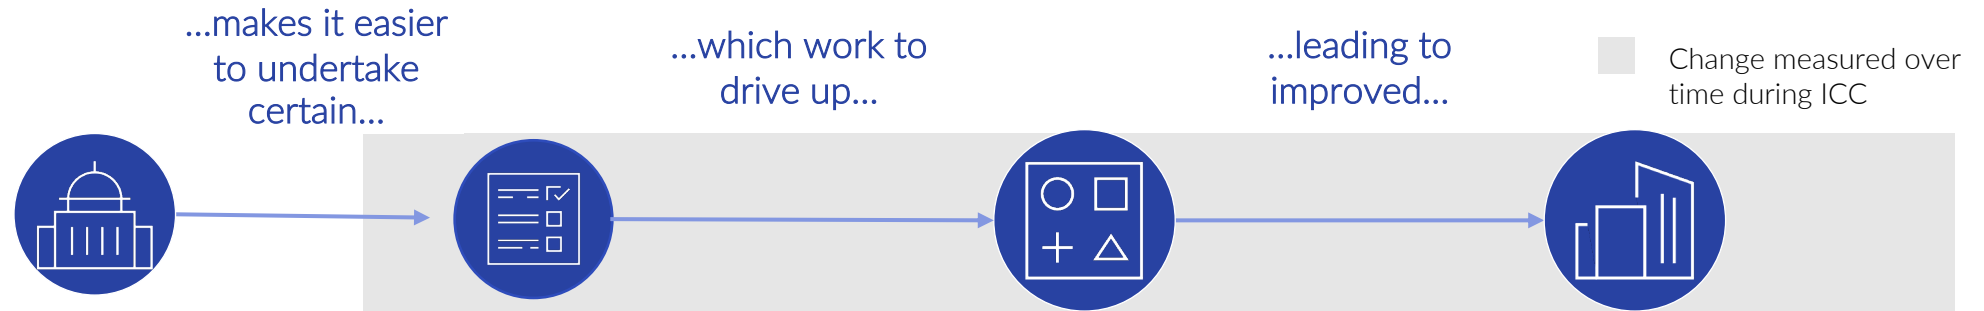 ...makes it easier
to undertake
certain...
...which work to
drive up...
...leading to
improved...
Change measured over
time during ICC